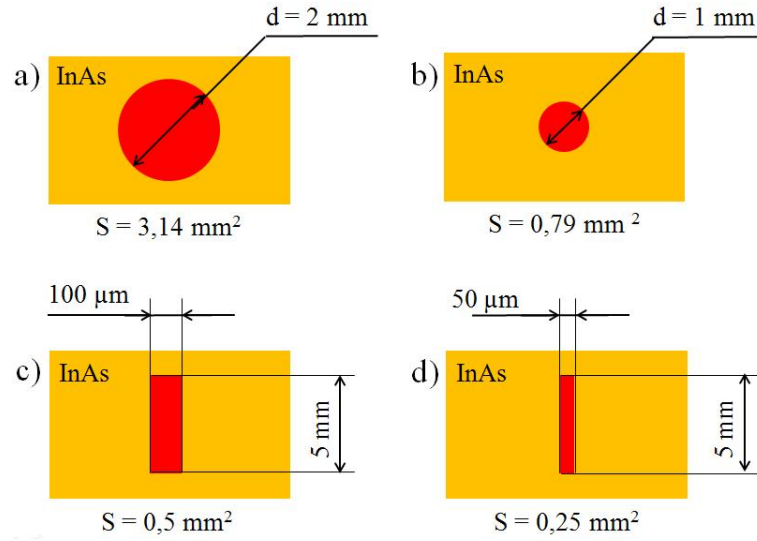 d = 2 mm
a)
InAs
S = 3,14 mm²
d = 1 mm
b)
InAs
S = 0,79 mm ²
100 µm
c)
InAs
5 mm
S = 0,5 mm²
50 µm
d)
InAs
5 mm
S = 0,25 mm²